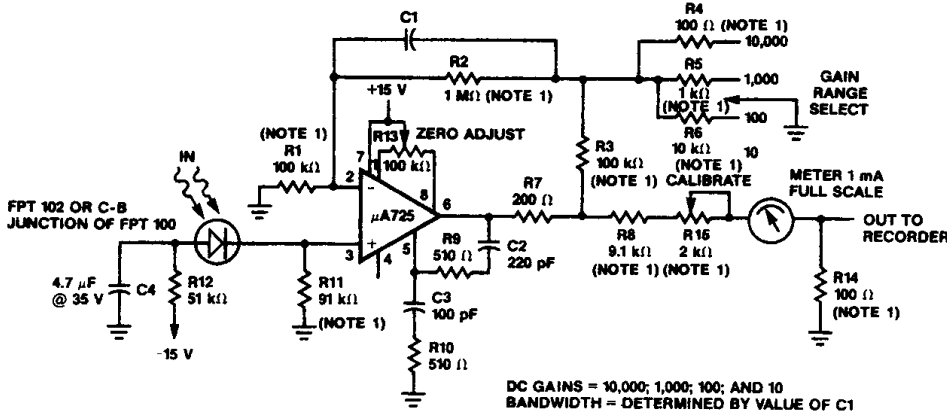 C1
R4
100 Ω (NOTE 1)
10,000
R2
1 MΩ (NOTE 1)
R5
1 kΩ
(NOTE 1)
1,000
GAIN
RANGE
SELECT
100
R6
10 kΩ
(NOTE 1)
10
+15 V
(NOTE 1)
R1
100 kΩ
R13
100 kΩ
ZERO ADJUST
7
1
8
2
3
4
5
6
–
+
μA725
IN
FPT 102 OR C-B
JUNCTION OF FPT 100
R3
100 kΩ
(NOTE 1)
CALIBRATE
METER 1 mA
FULL SCALE
R7
200 Ω
R8
9.1 kΩ
(NOTE 1)
R15
2 kΩ
(NOTE 1)
OUT TO
RECORDER
R9
510 Ω
C2
220 pF
4.7 μF
@ 35 V
C4
R12
51 kΩ
-15 V
R11
91 kΩ
(NOTE 1)
C3
100 pF
R10
510 Ω
R14
100 Ω
(NOTE 1)
DC GAINS = 10,000; 1,000; 100; AND 10
BANDWIDTH = DETERMINED BY VALUE OF C1